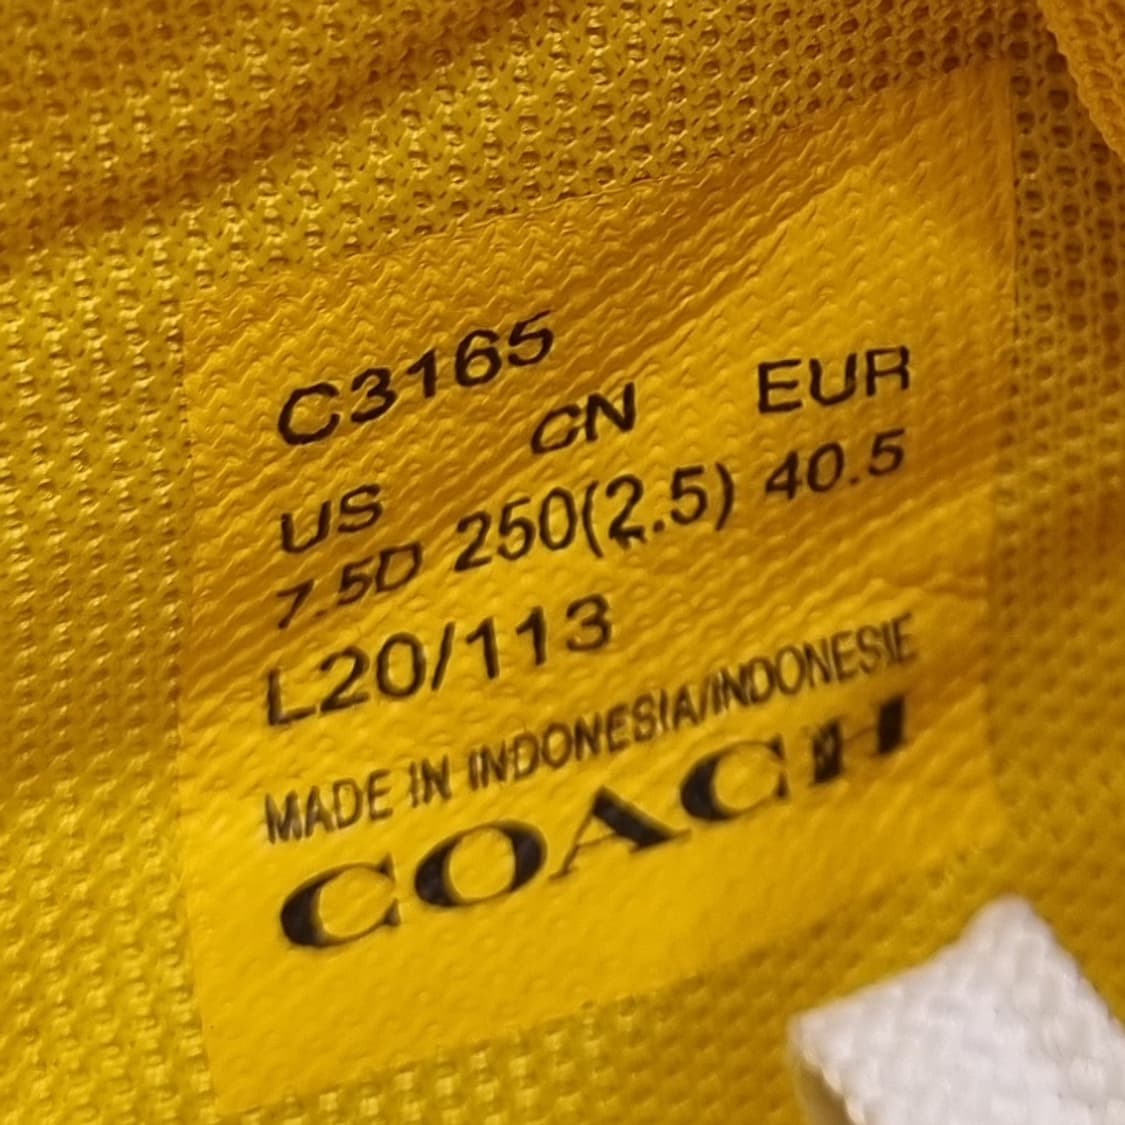 C3165
US CN EUR
7.5D 250(2.5) 40.5
L20/113
MADE IN INDONESIA/INDONESIE
COACH